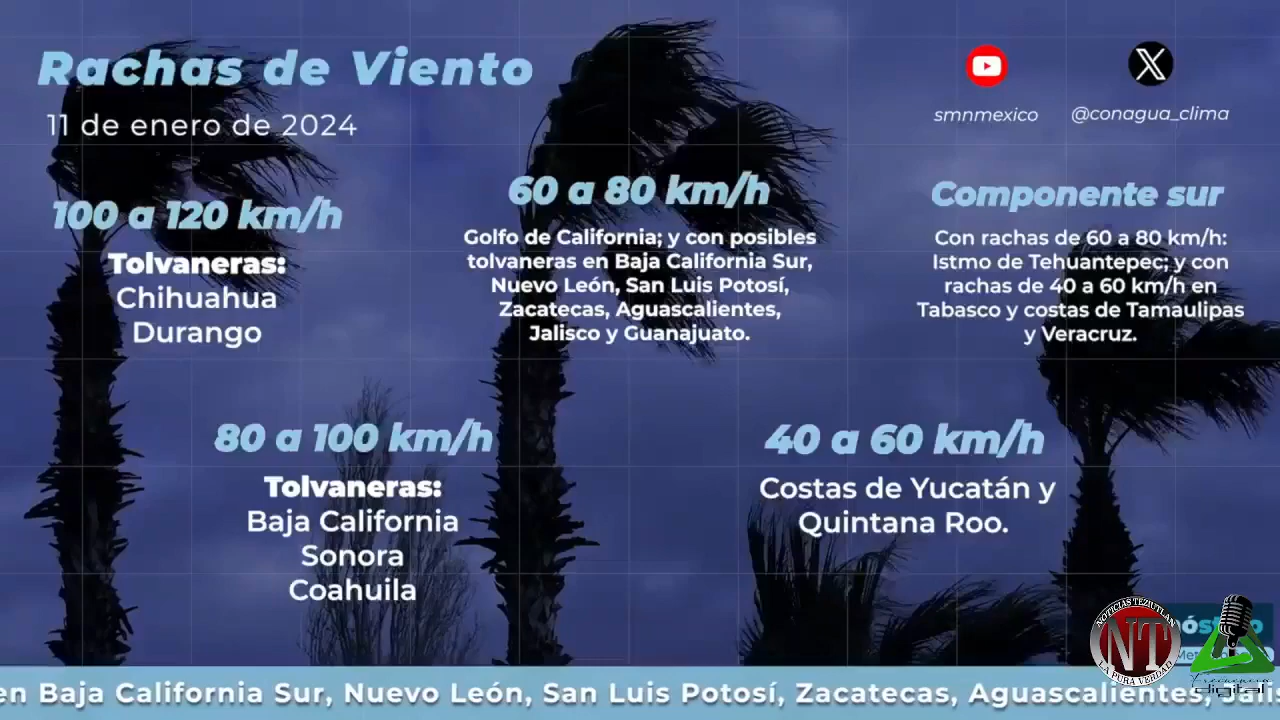 Rachas de Viento
11 de enero de 2024
smnmexico
@conagua_clima
100 a 120 km/h
Tolvaneras:
Chihuahua
Durango
60 a 80 km/h
Golfo de California; y con posibles
tolvaneras en Baja California Sur,
Nuevo León, San Luis Potosí,
Zacatecas, Aguascalientes,
Jalisco y Guanajuato.
Componente sur
Con rachas de 60 a 80 km/h:
Istmo de Tehuantepec; y con
rachas de 40 a 60 km/h en
Tabasco y costas de Tamaulipas
y Veracruz.
80 a 100 km/h
Tolvaneras:
Baja California
Sonora
Coahuila
40 a 60 km/h
Costas de Yucatán y
Quintana Roo.
NOTICIAS TEZIUTLAN
NT
LA PURA VERDAD
digital
en Baja California Sur, Nuevo León, San Luis Potosí, Zacatecas, Aguascalientes, Jalis